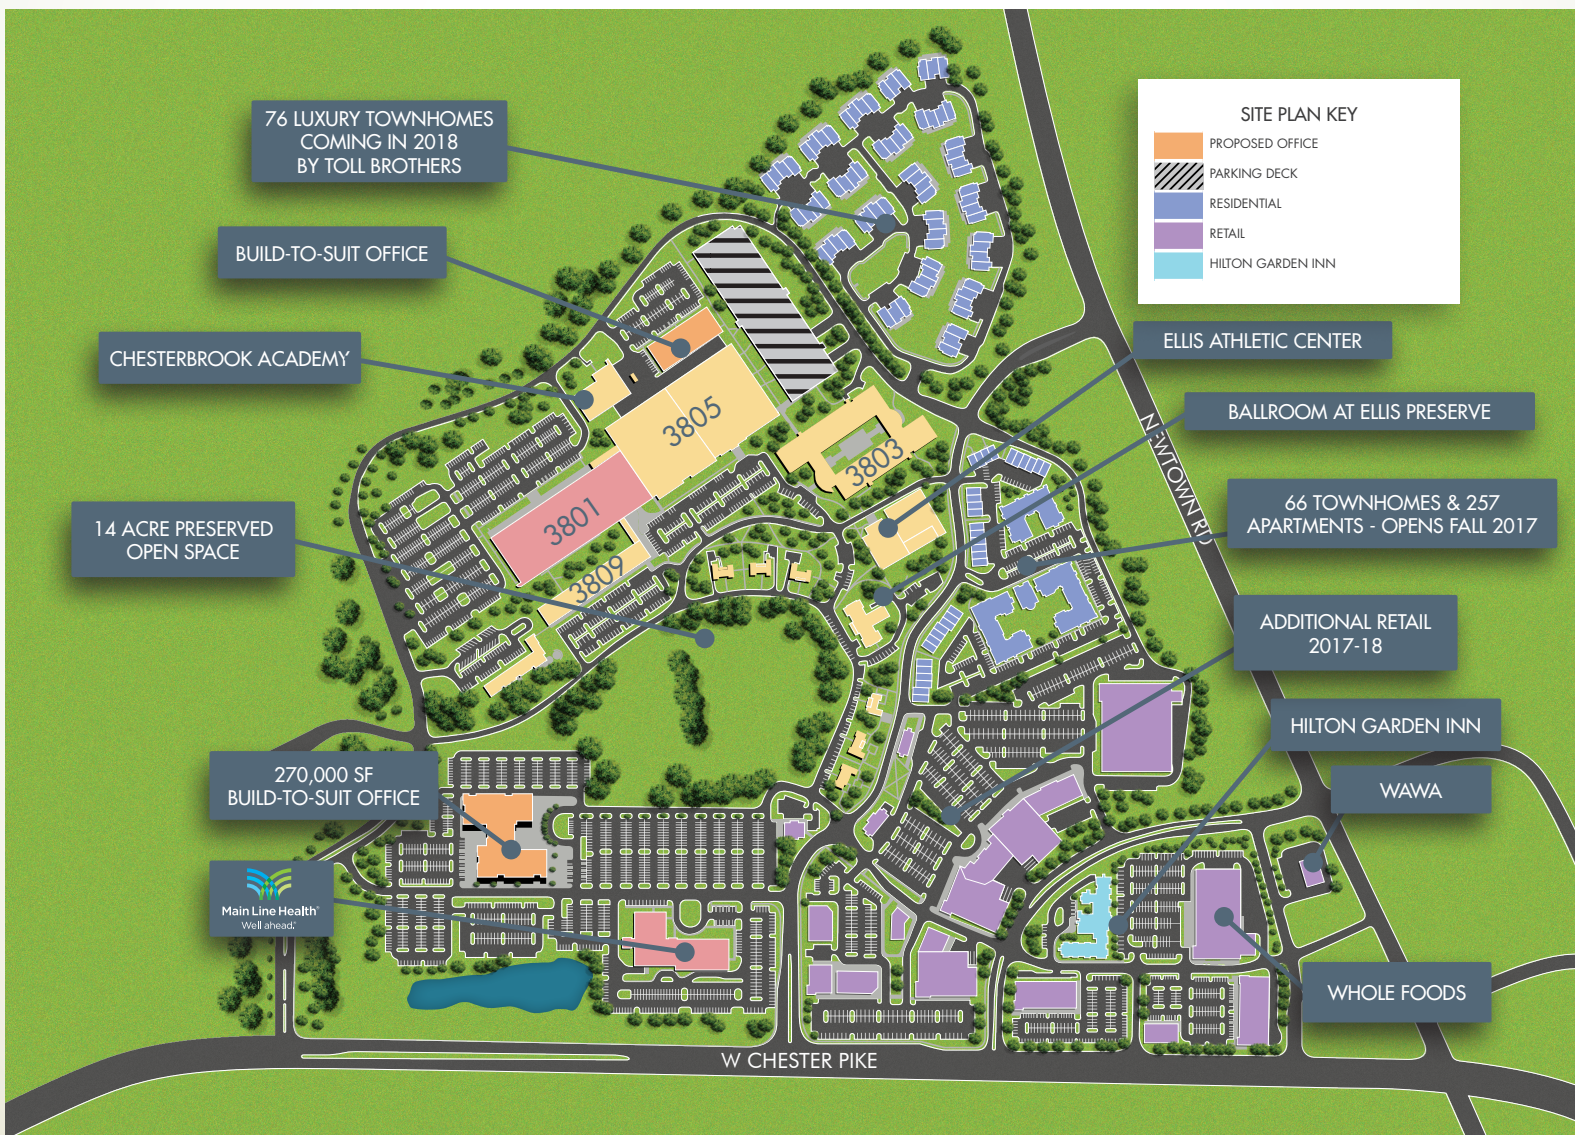 76 LUXURY TOWNHOMES
COMING IN 2018
BY TOLL BROTHERS
SITE PLAN KEY
PROPOSED OFFICE
PARKING DECK
RESIDENTIAL
RETAIL
HILTON GARDEN INN
BUILD-TO-SUIT OFFICE
ELLIS ATHLETIC CENTER
CHESTERBROOK ACADEMY
BALLROOM AT ELLIS PRESERVE
3805
3803
3801
3809
NEWTOWN RD
14 ACRE PRESERVED
OPEN SPACE
66 TOWNHOMES & 257
APARTMENTS - OPENS FALL 2017
ADDITIONAL RETAIL
2017-18
HILTON GARDEN INN
270,000 SF
BUILD-TO-SUIT OFFICE
WAWA
Main Line Health®
Well ahead.®
WHOLE FOODS
W CHESTER PIKE